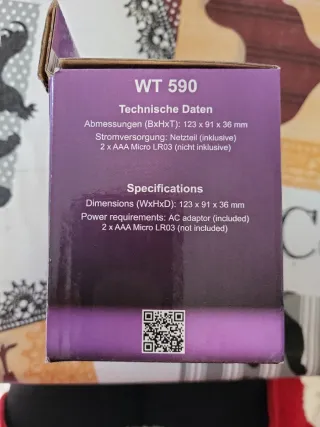 WT 590
Technische Daten
Abmessungen (BxHxT): 123 x 91 x 36 mm
Stromversorgung: Netzteil (inklusive)
2 x AAA Micro LR03 (nicht inklusive)
Specifications
Dimensions (WxHxD): 123 x 91 x 36 mm
Power requirements: AC adaptor (included)
2 x AAA Micro LR03 (not included)